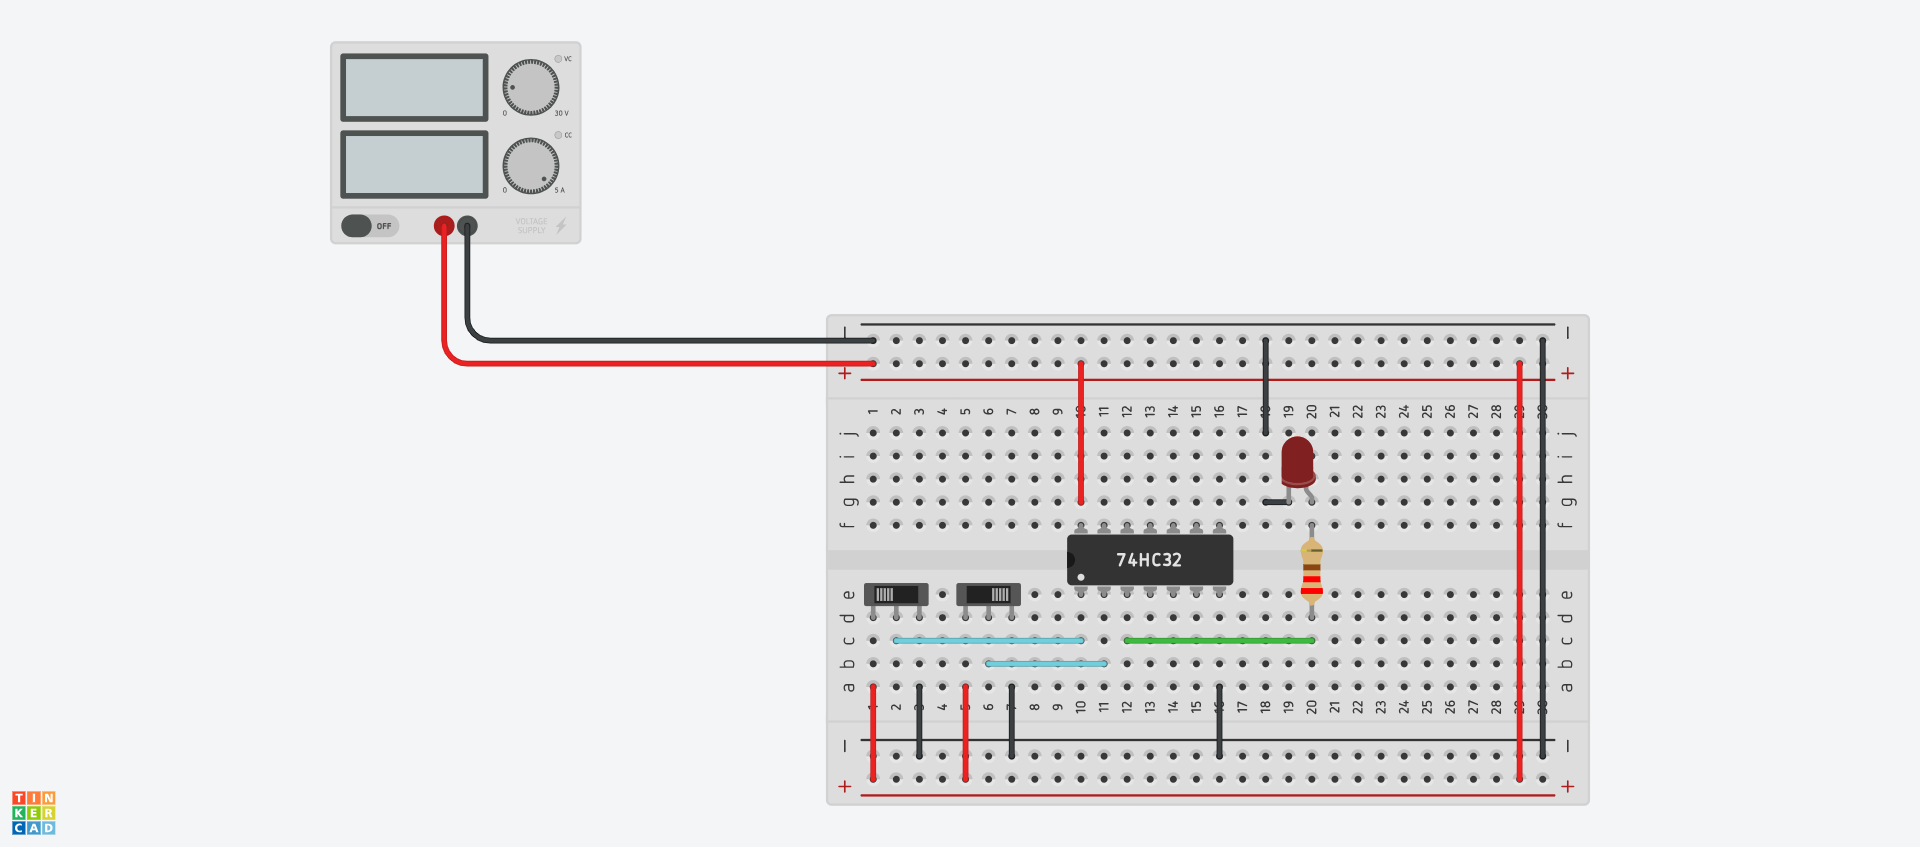 VC
0 30 V
CC
0 5 A
OFF
VOLTAGE
SUPPLY
− −
+ +
1 2 3 4 5 6 7 8 9 10 11 12 13 14 15 16 17 18 19 20 21 22 23 24 25 26 27 28 29 30
j j
i i
h h
g g
f f
74HC32
e e
d d
c c
b b
a a
1 2 3 4 5 6 7 8 9 10 11 12 13 14 15 16 17 18 19 20 21 22 23 24 25 26 27 28 29 30
− −
+ +
TIN
KER
CAD